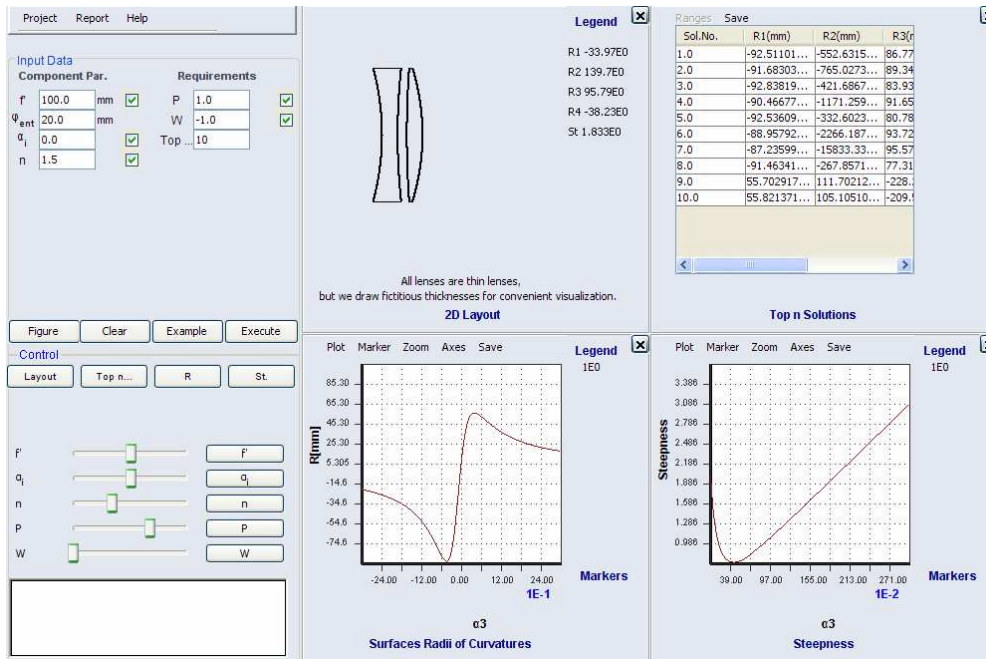 Project Report Help
Input Data
Component Par. Requirements
f' 100.0 mm P 1.0
φent 20.0 mm W -1.0
αi 0.0 Top ... 10
n 1.5
Figure Clear Example Execute
Control
Layout Top n... R St.
f' f'
αi αi
n n
P P
W W
Legend
R1 -33.97E0
R2 139.7E0
R3 95.79E0
R4 -38.23E0
St 1.833E0
All lenses are thin lenses,
but we draw fictitious thicknesses for convenient visualization.
2D Layout
Ranges Save
Sol.No. R1(mm) R2(mm) R3(r
1.0 -92.51101... -552.6315... 86.77
2.0 -91.68303... -765.0273... 89.34
3.0 -92.83819... -421.6867... 83.93
4.0 -90.46677... -1171.259... 91.65
5.0 -92.53609... -332.6023... 80.78
6.0 -88.95792... -2266.187... 93.72
7.0 -87.23599... -15833.33... 95.57
8.0 -91.46341... -267.8571... 77.31
9.0 55.702917... 111.70212... -228.
10.0 55.821371... 105.10510... -209.
Top n Solutions
Plot Marker Zoom Axes Save
Legend
1E0
R[mm]
85.30
65.30
45.30
25.30
5.305
-14.6
-34.6
-54.6
-74.6
-24.00 -12.00 0.00 12.00 24.00
1E-1
Markers
α3
Surfaces Radii of Curvatures
Plot Marker Zoom Axes Save
Legend
1E0
Steepness
3.386
3.086
2.786
2.486
2.186
1.886
1.586
1.286
0.986
39.00 97.00 155.00 213.00 271.00
1E-2
Markers
α3
Steepness